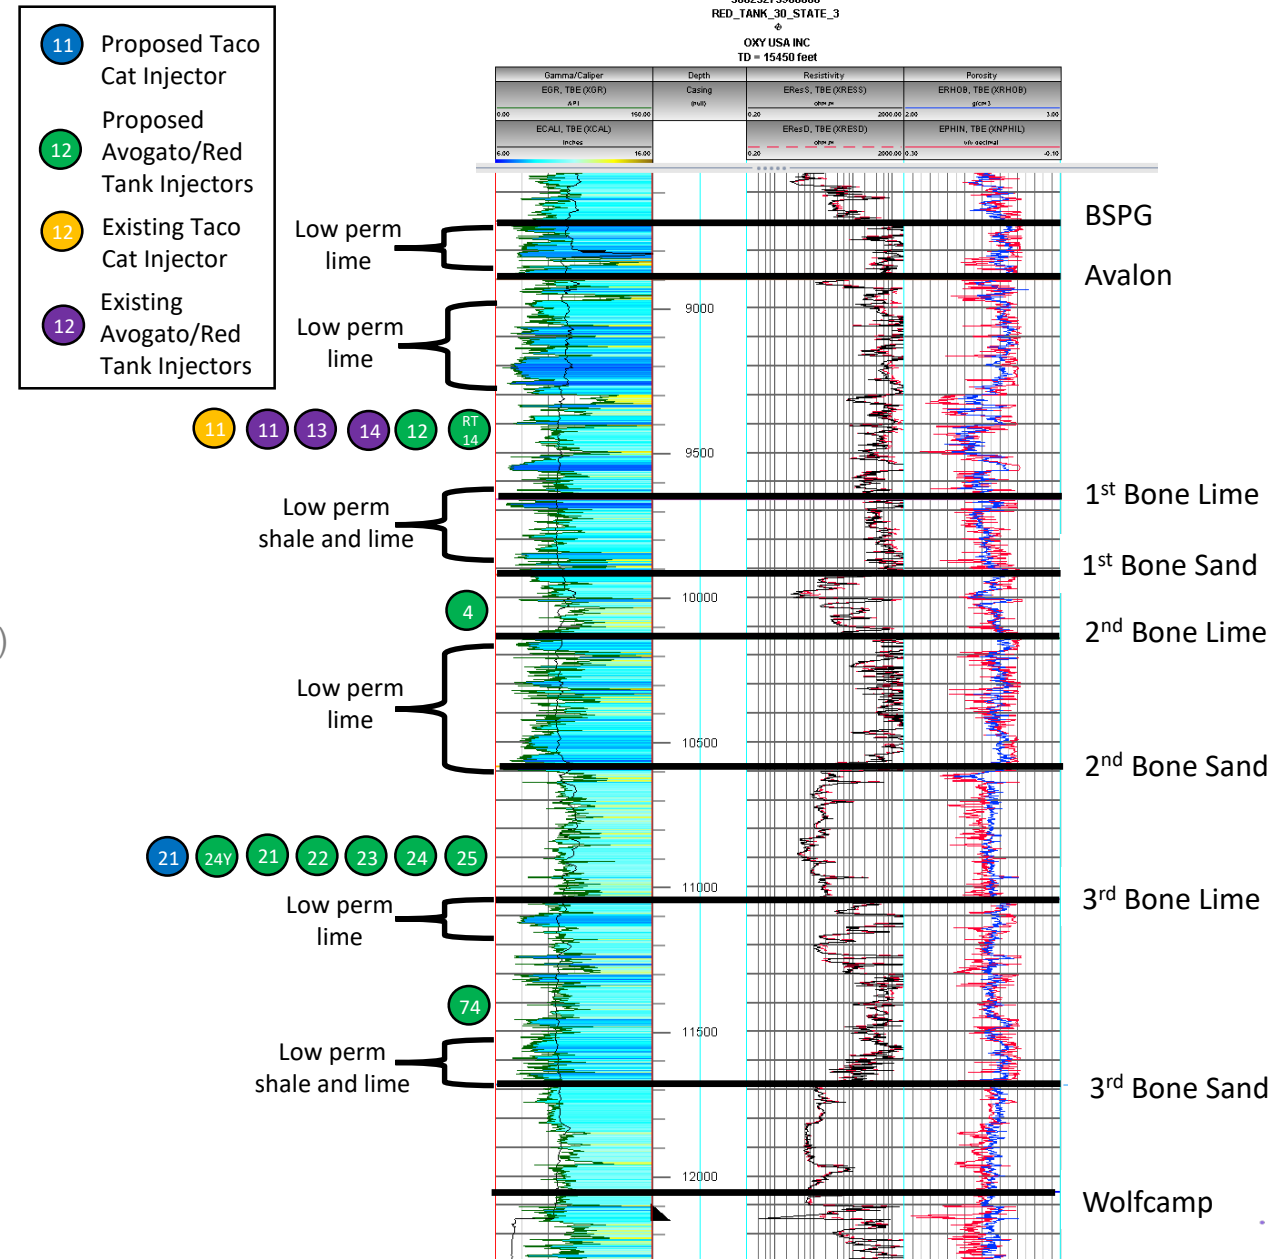 RED_TANK_30_STATE_3
OXY USA INC
TD = 15450 feet
11 Proposed Taco
Cat Injector
12 Proposed
Avogato/Red
Tank Injectors
12 Existing Taco
Cat Injector
12 Existing
Avogato/Red
Tank Injectors
Gamma/Caliper Depth Resistivity Porosity
EGR, TBE (XGR) Casing EResS, TBE (XRESS) ERHOB, TBE (XRHOB)
API (null) ohm.m g/cm3
0.00 150.00 0.20 2000.00 2.00 3.00
ECALI, TBE (XCAL) EResD, TBE (XRESD) EPHIN, TBE (XNPHIL)
inches ohm.m v/v decimal
6.00 16.00 0.20 2000.00 0.30 -0.10
BSPG
Low perm
lime
Avalon
9000
Low perm
lime
11 11 13 14 12 RT
14
9500
1st Bone Lime
Low perm
shale and lime
1st Bone Sand
10000
4
2nd Bone Lime
Low perm
lime
10500
2nd Bone Sand
21 24Y 21 22 23 24 25
11000
3rd Bone Lime
Low perm
lime
74
11500
Low perm
shale and lime
3rd Bone Sand
12000
Wolfcamp